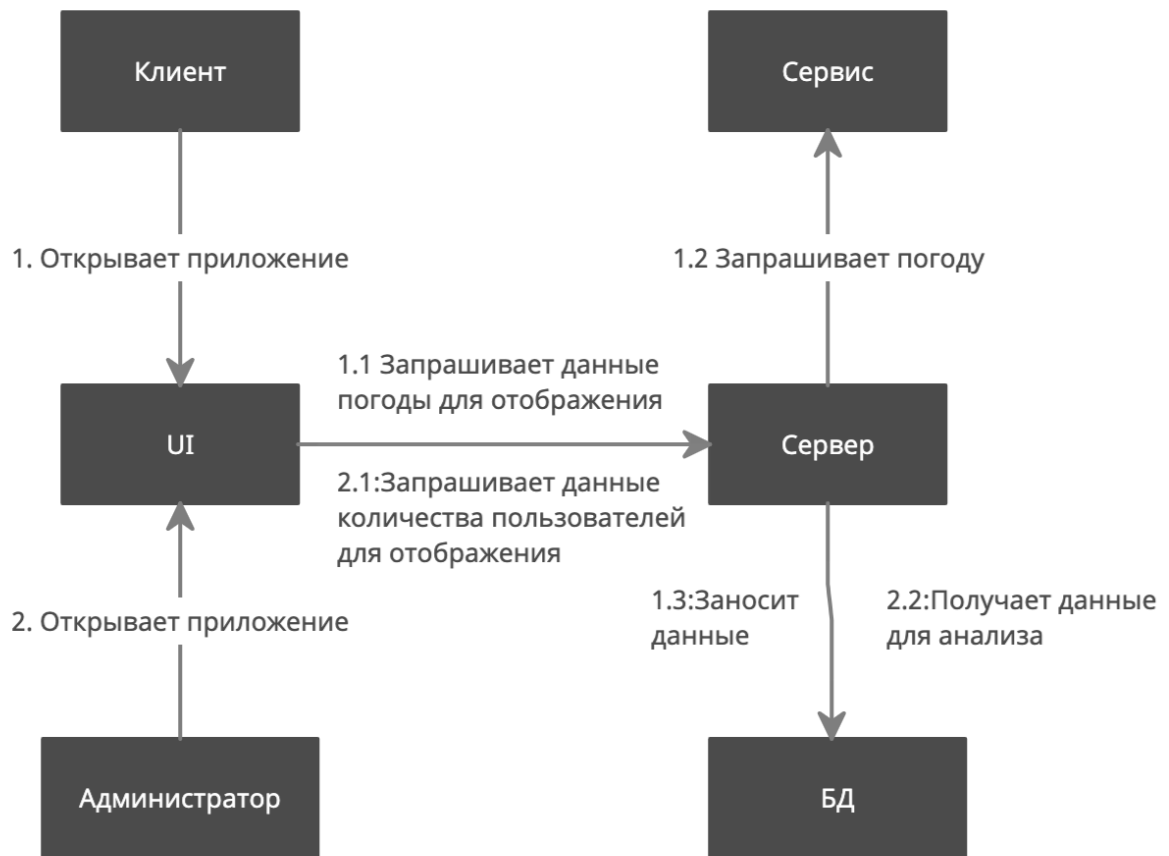 Клиент
Сервис
1. Открывает приложение
1.2 Запрашивает погоду
1.1 Запрашивает данные
погоды для отображения
UI
Сервер
2.1:Запрашивает данные
количества пользователей
для отображения
2. Открывает приложение
1.3:Заносит
данные
2.2:Получает данные
для анализа
Администратор
БД